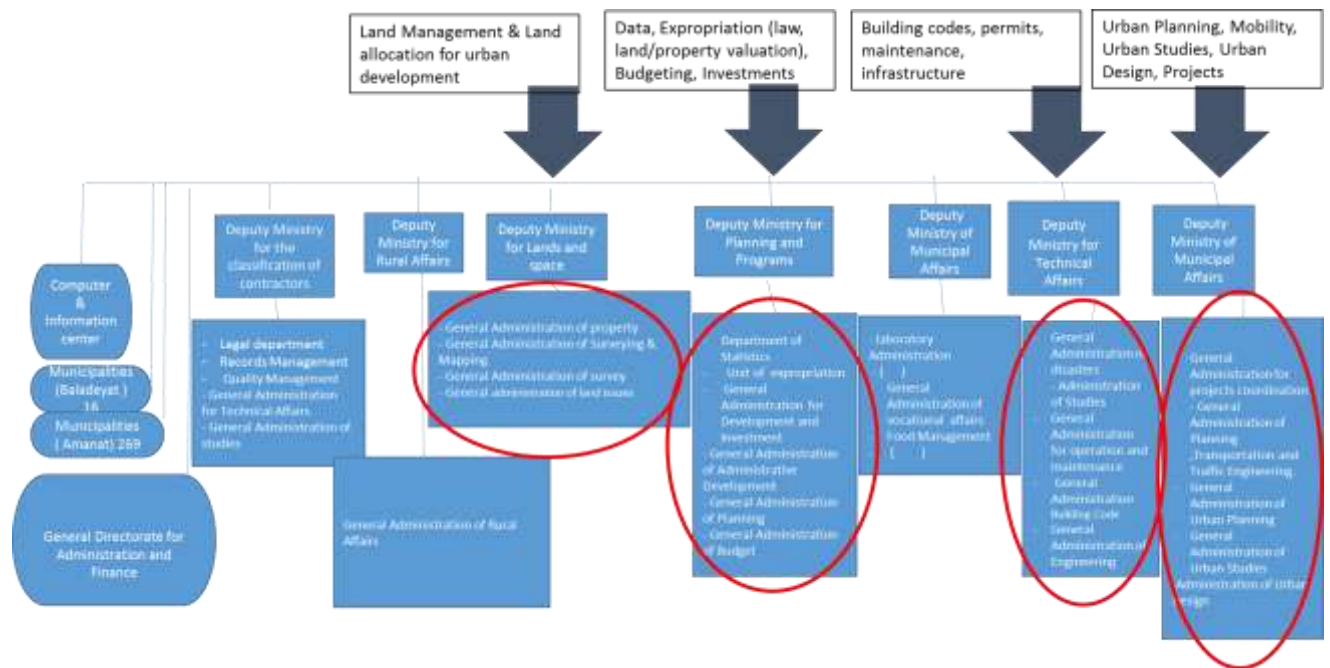 Land Management & Land
allocation for urban
development
Data, Expropriation (law,
land/property valuation),
Budgeting, Investments
Building codes, permits,
maintenance,
infrastructure
Urban Planning, Mobility,
Urban Studies, Urban
Design, Projects
Computer
&
Information
center
Municipalities
(Baladeyat )
16
Municipalities
( Amanat) 269
General Directorate for
Administration and
Finance
Deputy Ministry
for the
classification of
contractors
- Legal department
- Records Management
- Quality Management
- General Administration
for Technical Affairs
- General Administration of
studies
Deputy
Ministry for
Rural Affairs
General Administration of Rural
Affairs
Deputy Ministry
for Lands and
space
- General Administration of property
- General Administration of Surveying &
Mapping
- General Administration of survey
- General administration of land issues
Deputy Ministry for
Planning and
Programs
- Department of
Statistics
- Unit of expropriation
- General
Administration for
Development and
Investment
- General Administration
of Administrative
Development
- General Administration
of Planning
- General Administration
of Budget
Deputy
Ministry of
Municipal
Affairs
- Laboratory
Administration
- ( )
- General
Administration of
vocational affairs
Food Management
- ( )
Deputy
Ministry for
Technical
Affairs
- General
Administration n
disasters
- Administration
of Studies
- General
Administration
for operation and
maintenance
- General
Administration
Building Code
- General
Administration of
Engineering
Deputy
Ministry of
Municipal
Affairs
- General
Administration for
projects coordination
- General
Administration of
Planning
,Transportation and
Traffic Engineering
- General
Administration of
Urban Planning
- General
Administration of
Urban Studies
Administration of Urban
Design